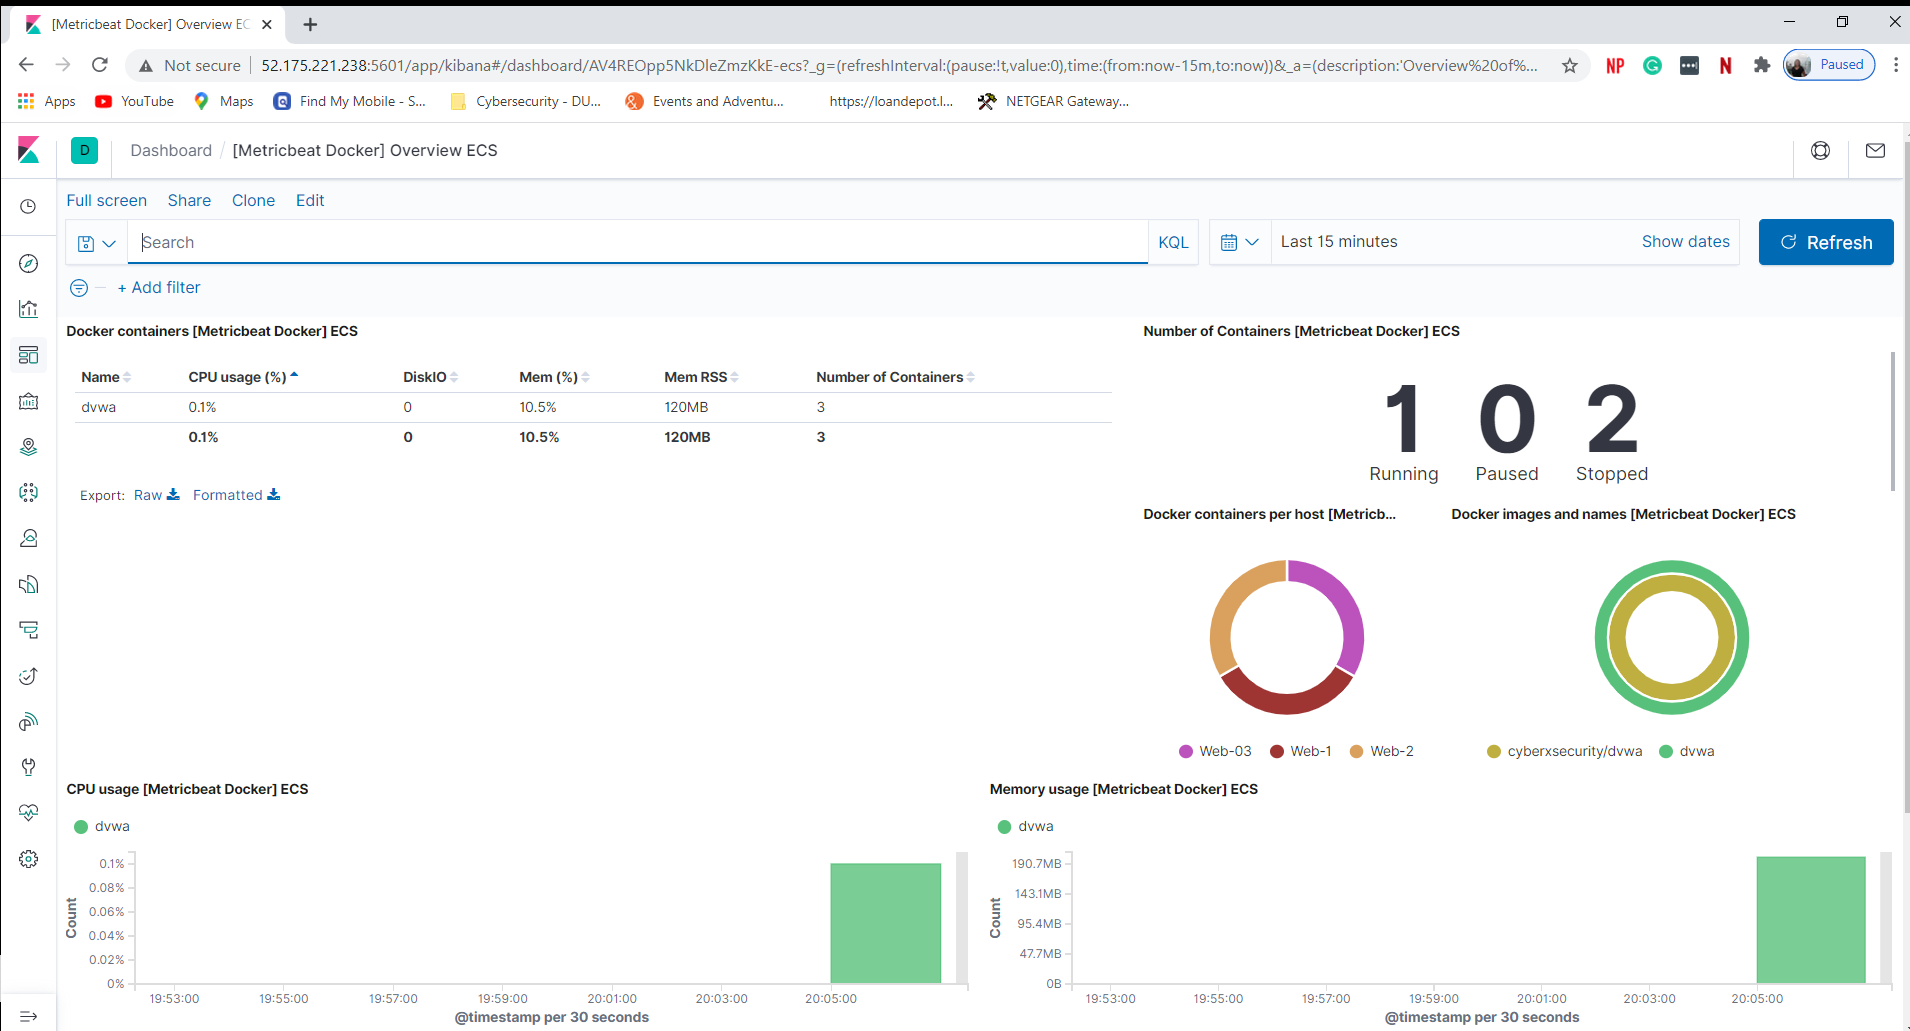 [Metricbeat Docker] Overview EC
Not secure
52.175.221.238:5601/app/kibana#/dashboard/AV4REOpp5NkDleZmzKkE-ecs?_g=(refreshInterval:(pause:!t,value:0),time:(from:now-15m,to:now))&_a=(description:'Overview%20of%...
NP
G
N
Paused
Apps
YouTube
Maps
Find My Mobile - S...
Cybersecurity - DU...
Events and Adventu...
https://loandepot.l...
NETGEAR Gateway...
D
Dashboard / [Metricbeat Docker] Overview ECS
Full screen
Share
Clone
Edit
Search
KQL
Last 15 minutes
Show dates
Refresh
+ Add filter
Docker containers [Metricbeat Docker] ECS
Name CPU usage (%) DiskIO Mem (%) Mem RSS Number of Containers
dvwa 0.1% 0 10.5% 120MB 3
0.1% 0 10.5% 120MB 3
Export: Raw Formatted
Number of Containers [Metricbeat Docker] ECS
1 0 2
Running Paused Stopped
Docker containers per host [Metricb...
Web-03 Web-1 Web-2
Docker images and names [Metricbeat Docker] ECS
cyberxsecurity/dvwa dvwa
CPU usage [Metricbeat Docker] ECS
dvwa
Count
0.1%
0.08%
0.06%
0.04%
0.02%
0%
19:53:00 19:55:00 19:57:00 19:59:00 20:01:00 20:03:00 20:05:00
@timestamp per 30 seconds
Memory usage [Metricbeat Docker] ECS
dvwa
Count
190.7MB
143.1MB
95.4MB
47.7MB
0B
19:53:00 19:55:00 19:57:00 19:59:00 20:01:00 20:03:00 20:05:00
@timestamp per 30 seconds